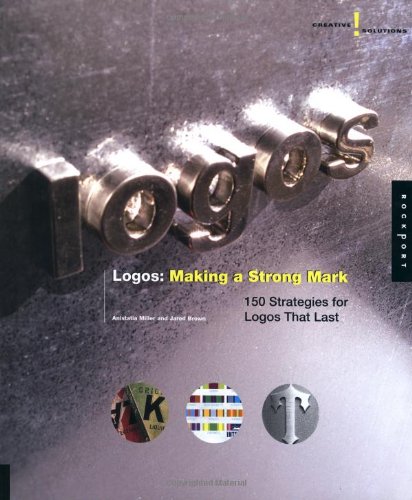 CREATIVE ! SOLUTIONS
logos
ROCKPORT
Logos: Making a Strong Mark
150 Strategies for
Logos That Last
Anistatia Miller and Jared Brown
K
T
Copyrighted Material